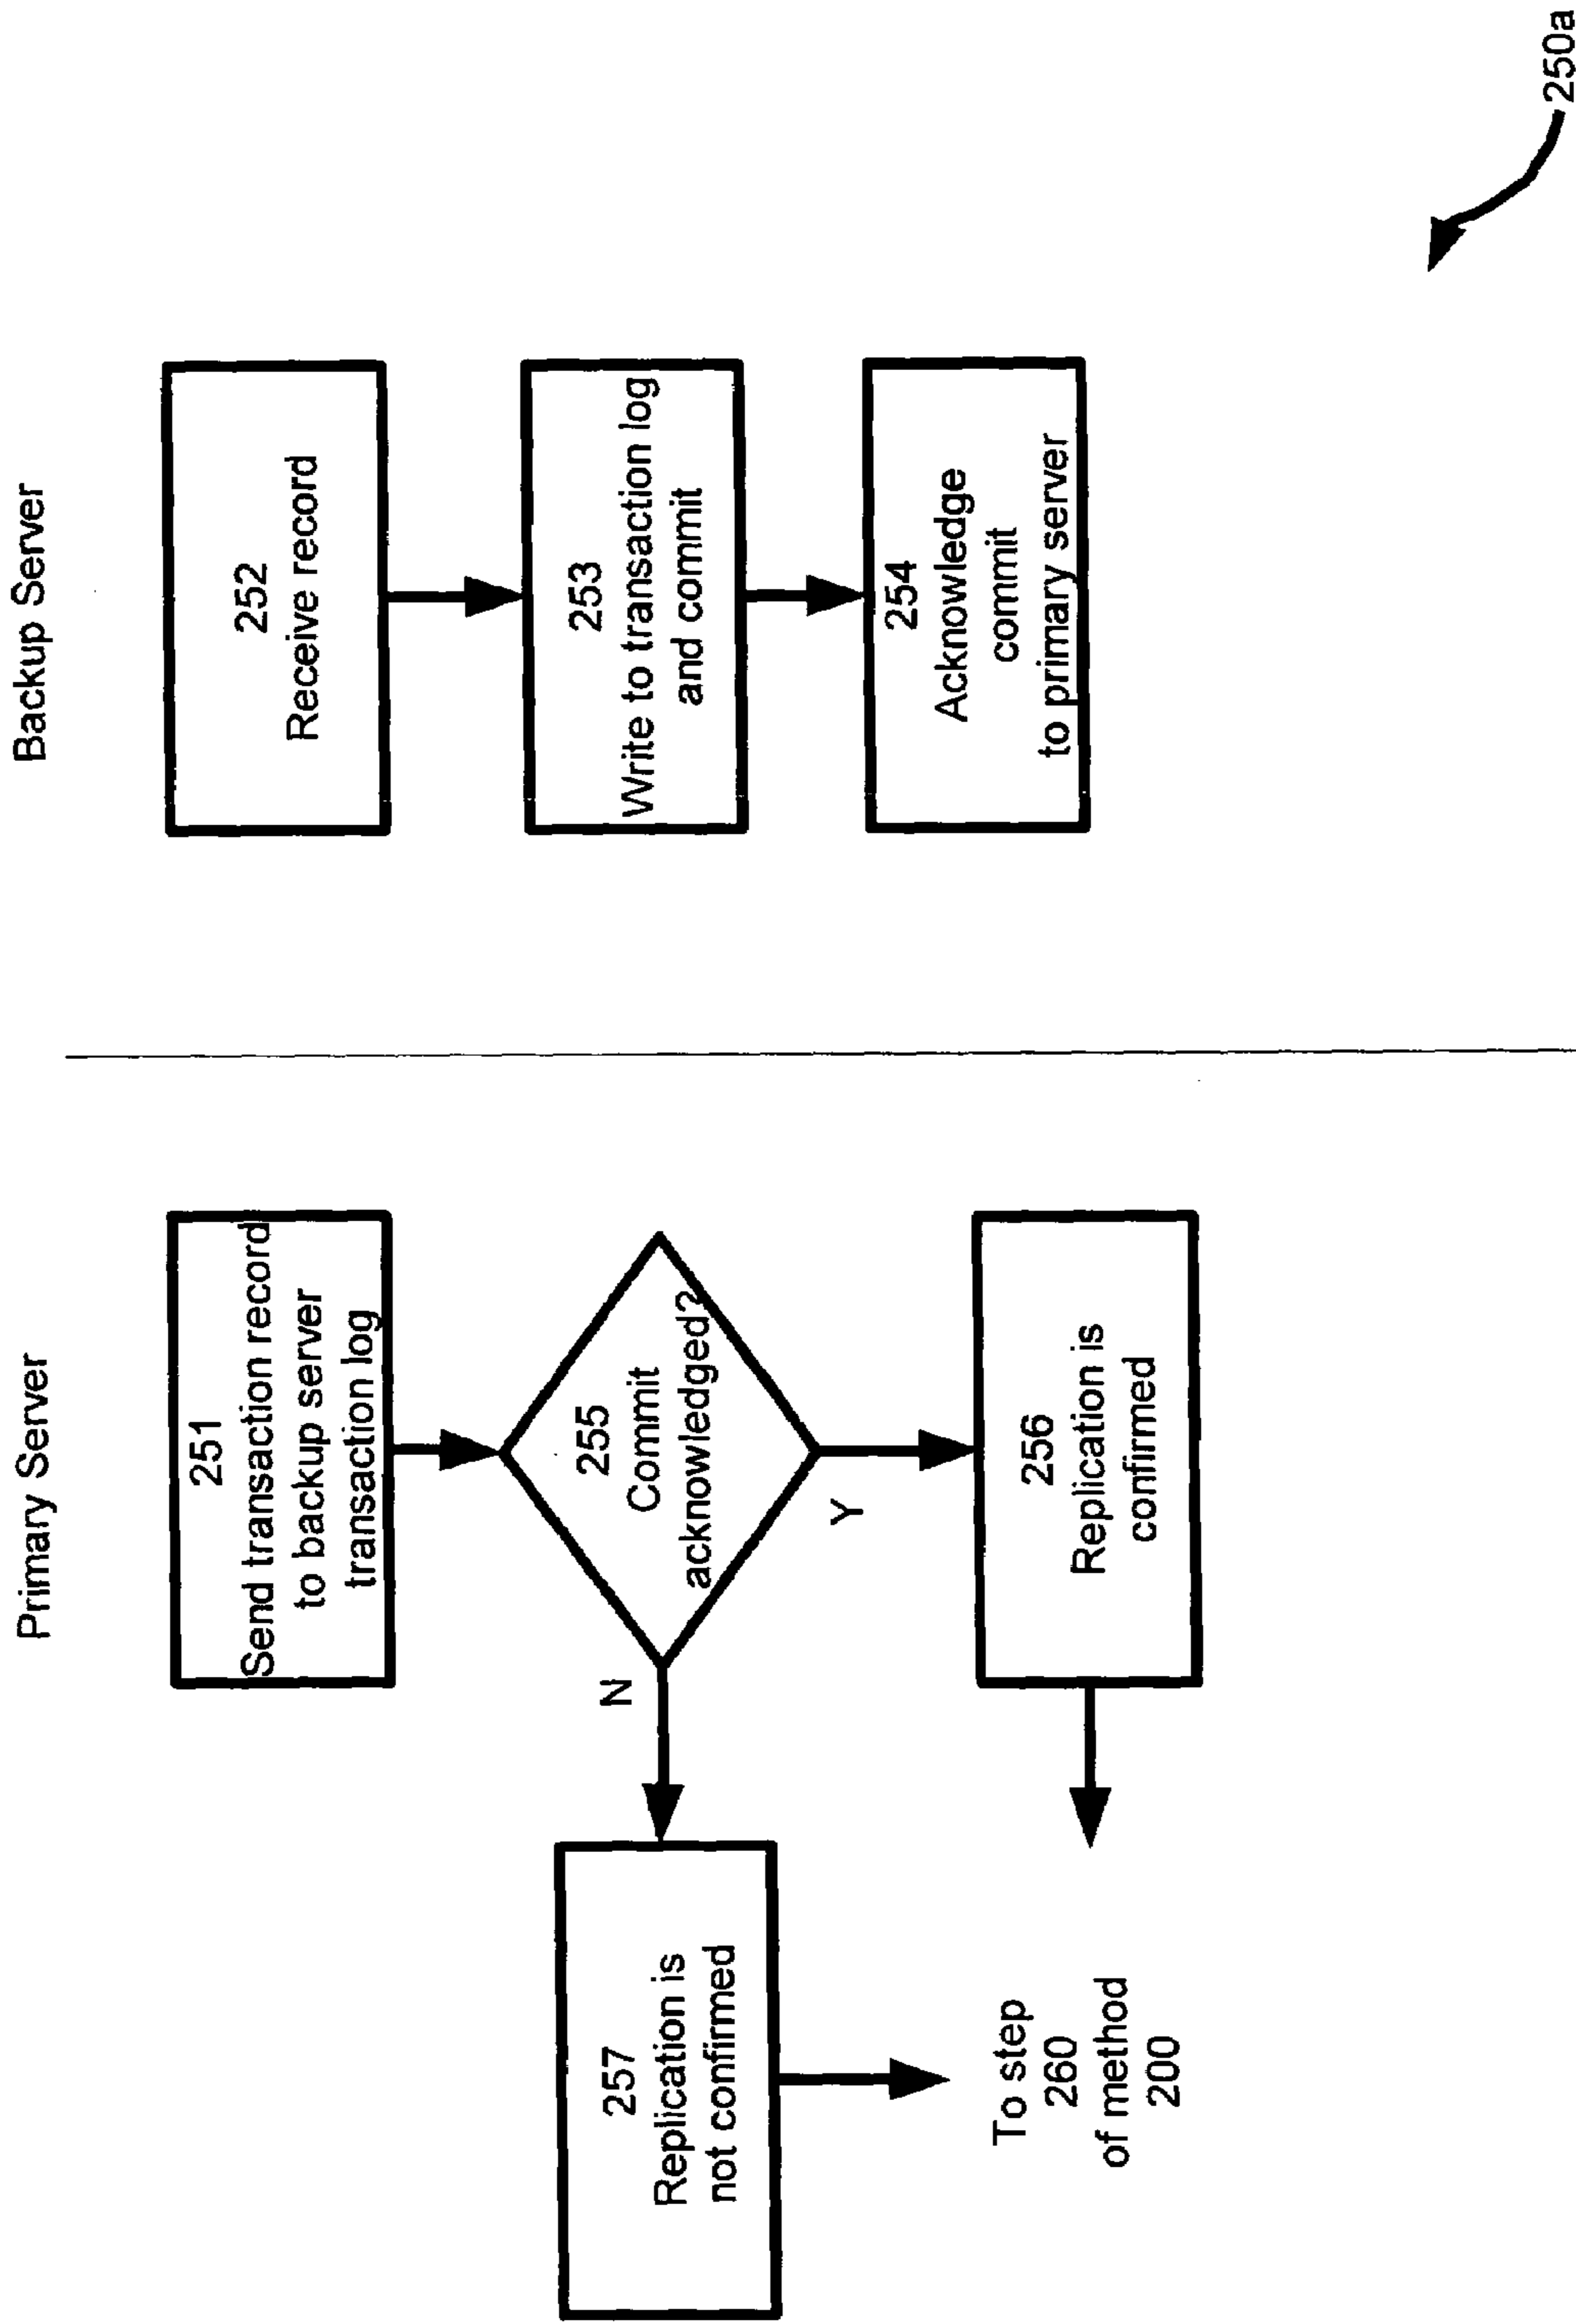 Primary Server
251
Send transaction record
to backup server
transaction log
255
Commit
acknowledged?
N
Y
257
Replication is
not confirmed
256
Replication is
confirmed
To step
260
of method
200
Backup Server
252
Receive record
253
Write to transaction log
and commit
254
Acknowledge
commit
to primary server
250a